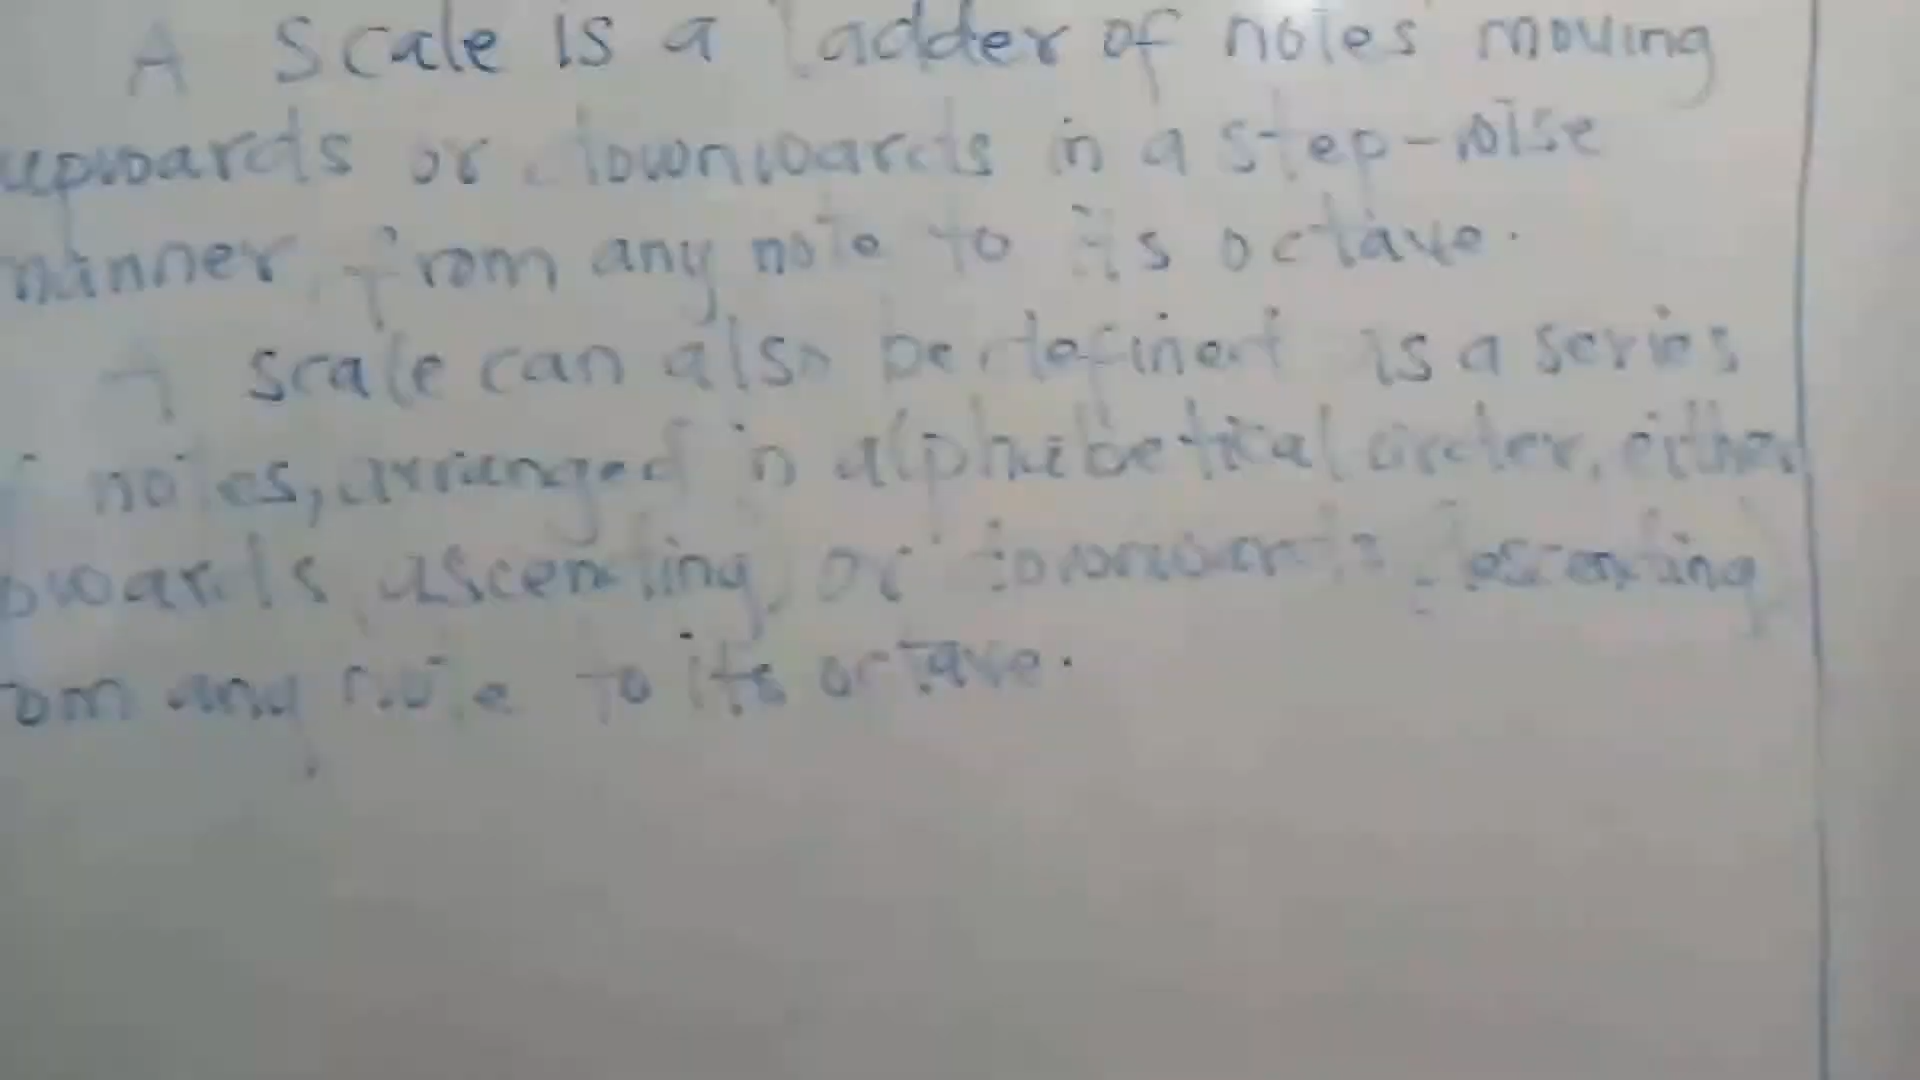 A scale is a ladder of notes moving
upwards or downwards in a step-wise
manner from any note to its octave.
A scale can also be defined is a series
notes, arranged in alphabetical order, either
pwards ascending or downwards descending
om any note to its octave.